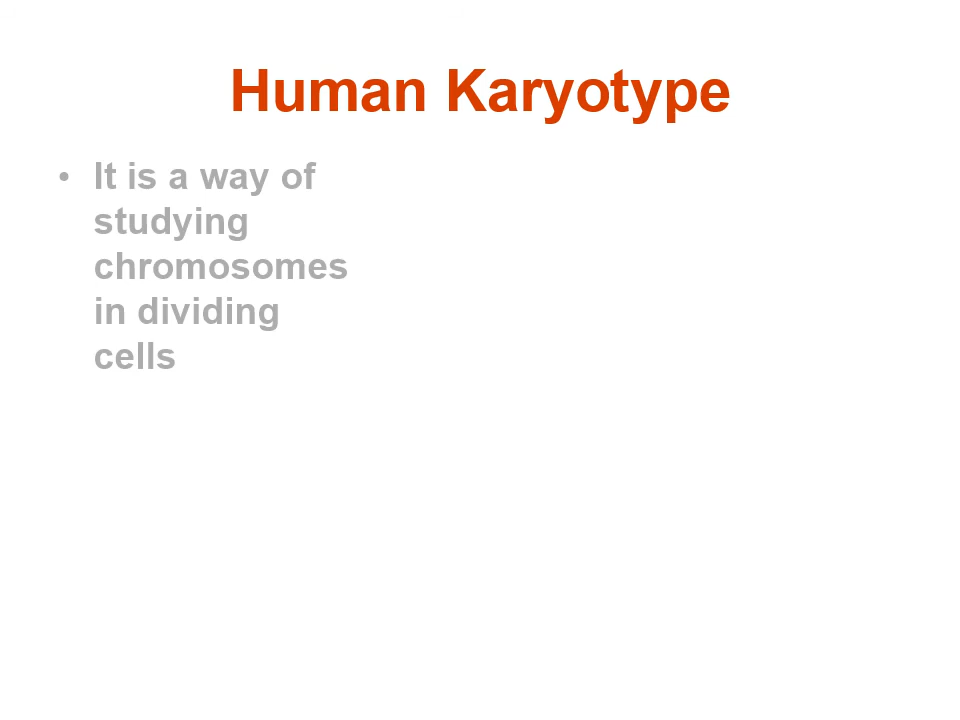 Human Karyotype
• It is a way of
studying
chromosomes
in dividing
cells